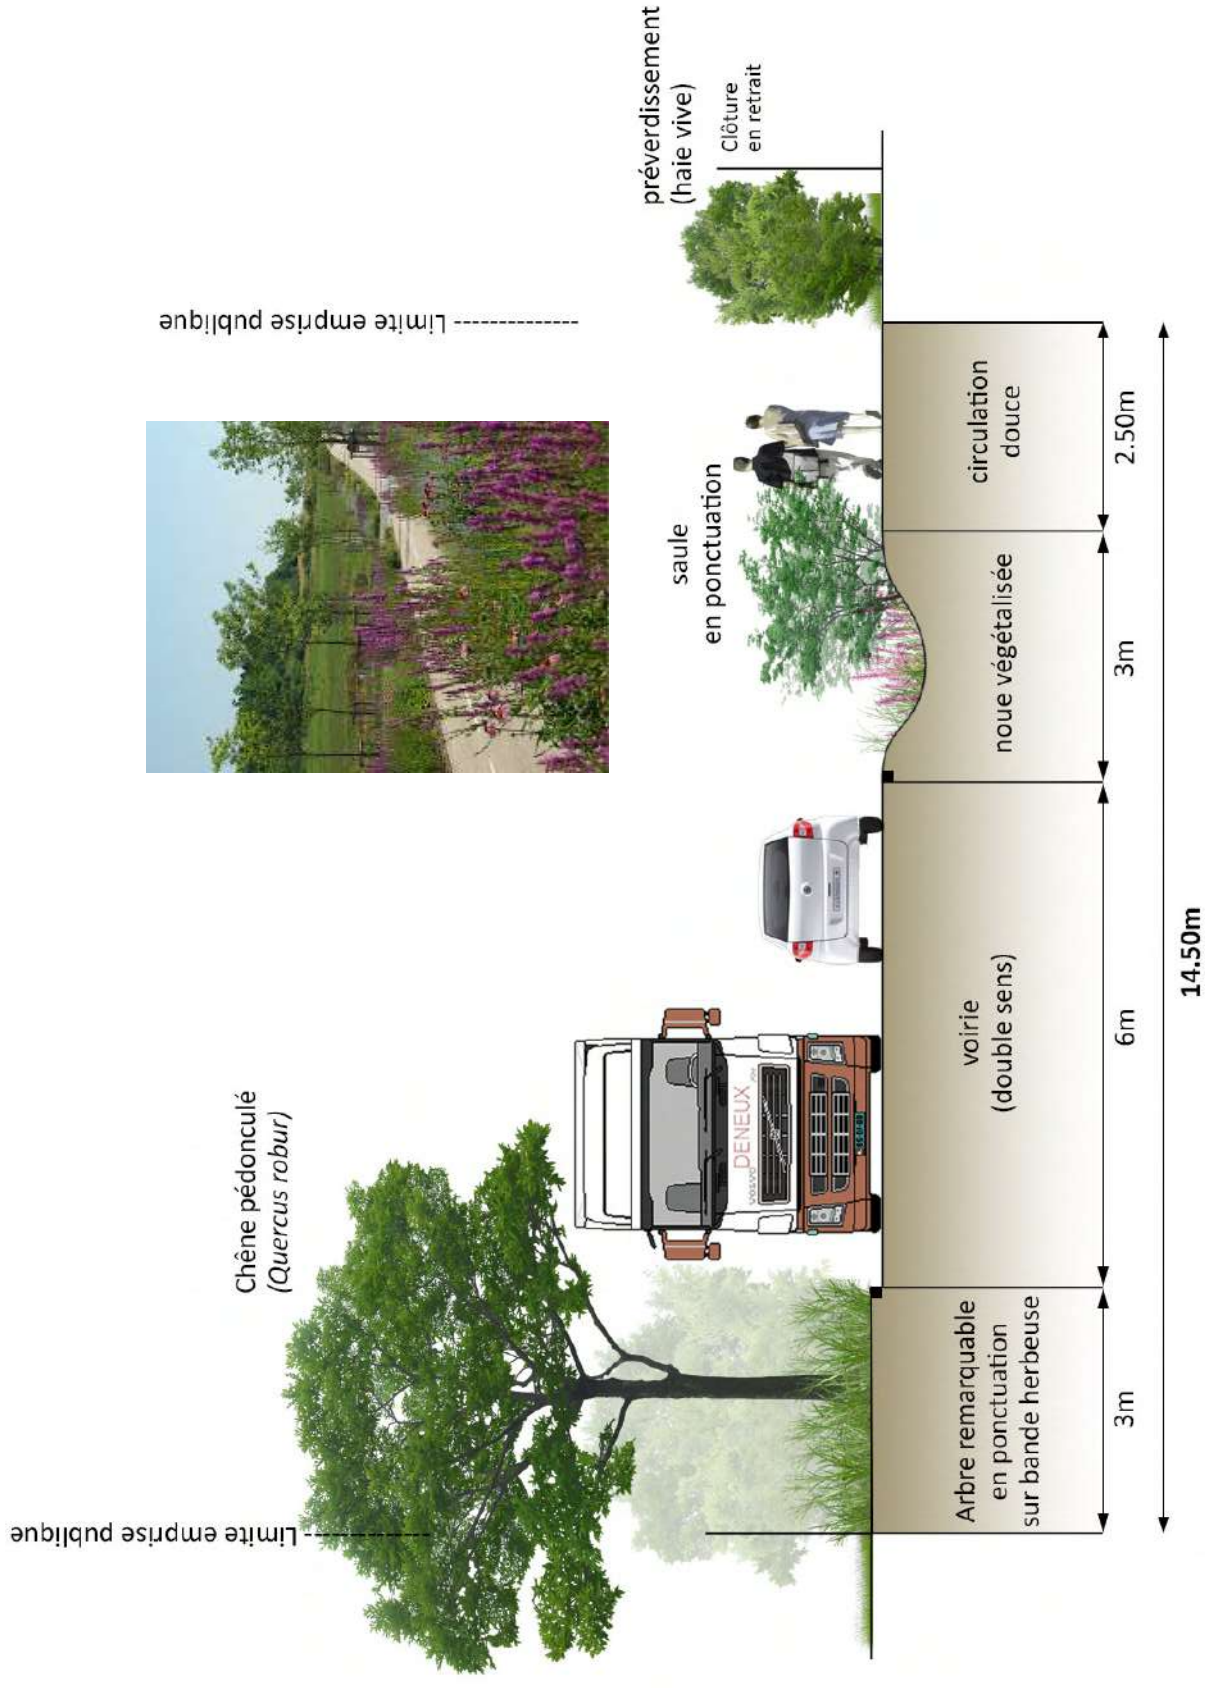 Limite emprise publique
Chêne pédonculé
(Quercus robur)
Limite emprise publique
saule
en ponctuation
préverdissement
(haie vive)
Clôture
en retrait
VOLVO
DENEUX
Arbre remarquable
en ponctuation
sur bande herbeuse
voirie
(double sens)
noue végétalisée
circulation
douce
3m
6m
3m
2.50m
14.50m